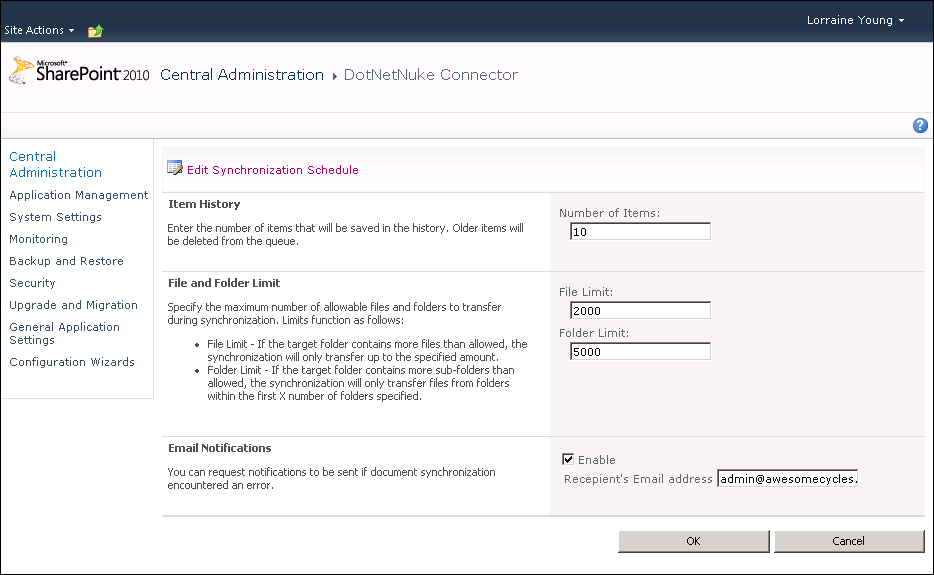 Site Actions
Lorraine Young
Microsoft®
SharePoint® 2010
Central Administration
DotNetNuke Connector
?
Central
Administration
Application Management
System Settings
Monitoring
Backup and Restore
Security
Upgrade and Migration
General Application
Settings
Configuration Wizards
Edit Synchronization Schedule
Item History
Enter the number of items that will be saved in the history. Older items will
be deleted from the queue.
Number of Items:
10
File and Folder Limit
Specify the maximum number of allowable files and folders to transfer
during synchronization. Limits function as follows:
• File Limit - If the target folder contains more files than allowed, the
synchronization will only transfer up to the specified amount.
• Folder Limit - If the target folder contains more sub-folders than
allowed, the synchronization will only transfer files from folders
within the first X number of folders specified.
File Limit:
2000
Folder Limit:
5000
Email Notifications
You can request notifications to be sent if document synchronization
encountered an error.
Enable
Recepient's Email address admin@awesomecycles.
OK
Cancel